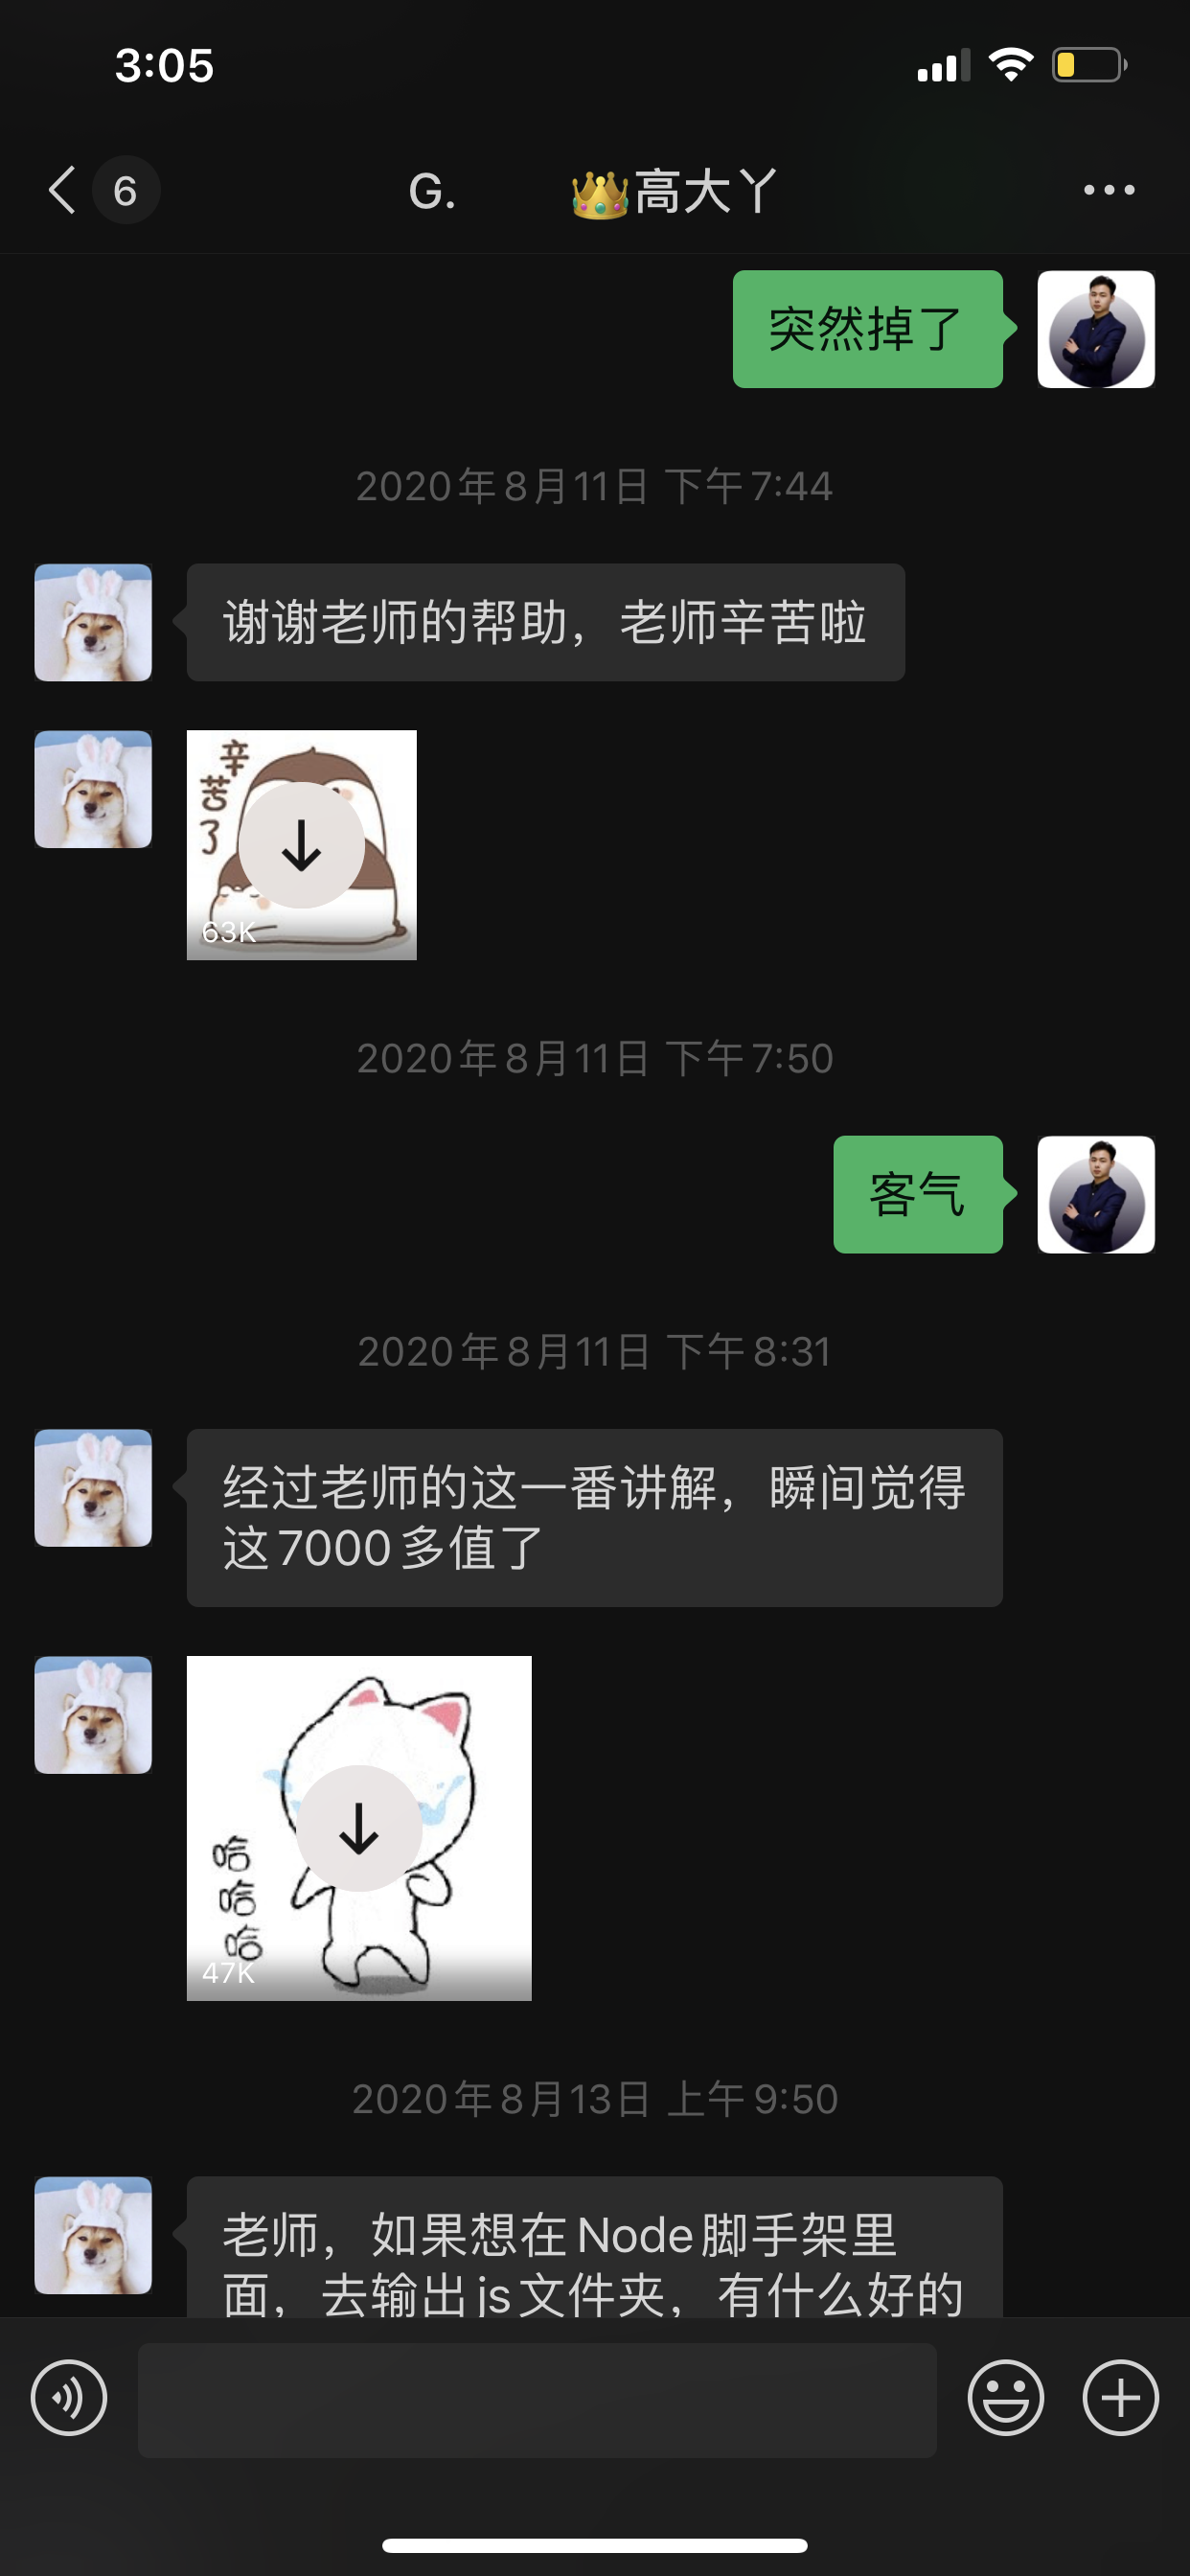 3:05
6
G. 👑高大丫
突然掉了
2020年8月11日 下午7:44
谢谢老师的帮助，老师辛苦啦
辛苦了
63K
2020年8月11日 下午7:50
客气
2020年8月11日 下午8:31
经过老师的这一番讲解，瞬间觉得
这7000多值了
哈哈哈
47K
2020年8月13日 上午9:50
老师，如果想在Node脚手架里
面，去输出js文件夹，有什么好的